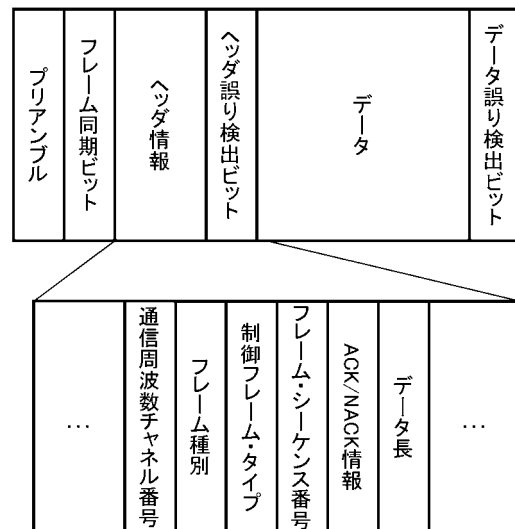 プリアンブル
フレーム同期ビット
ヘッダ情報
ヘッダ誤り検出ビット
データ
データ誤り検出ビット
…
通信周波数チャネル番号
フレーム種別
制御フレーム・タイプ
フレーム・シーケンス番号
ACK/NACK情報
データ長
…